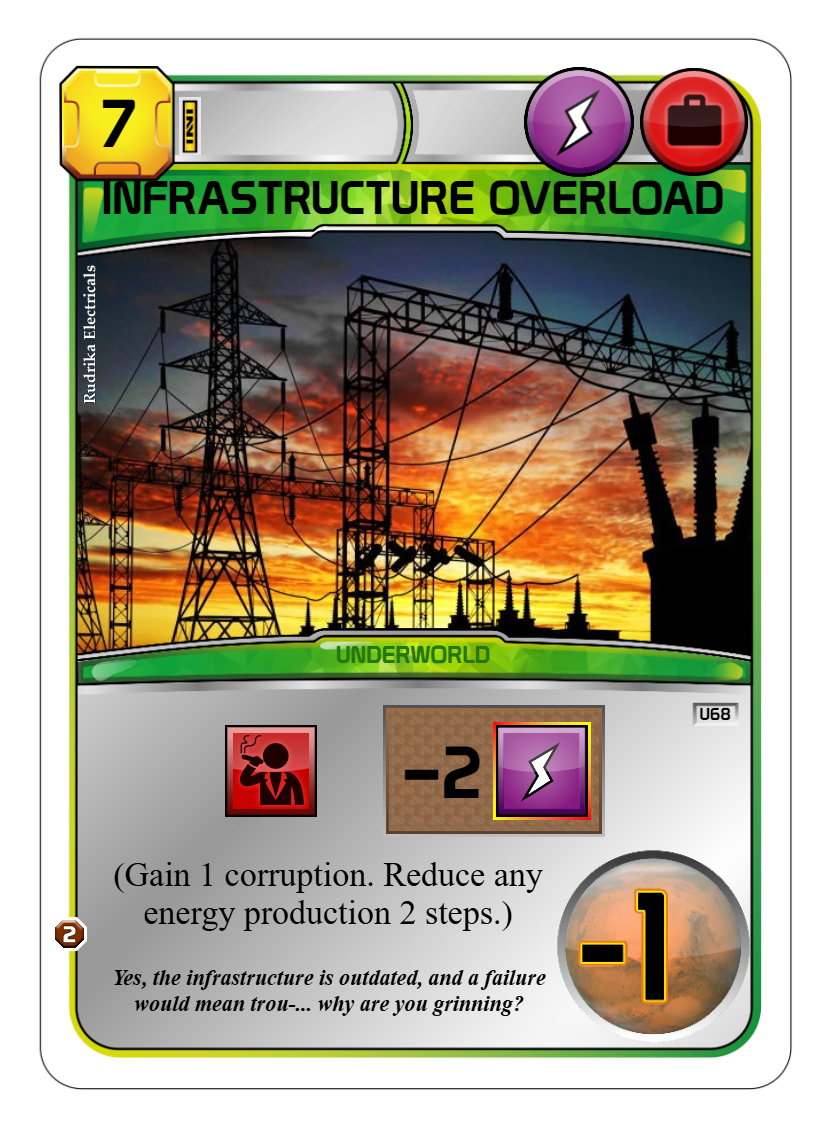 7
INFRASTRUCTURE OVERLOAD
Rudrika Electricals
UNDERWORLD
U68
-2
(Gain 1 corruption. Reduce any
energy production 2 steps.)
2
-1
Yes, the infrastructure is outdated, and a failure
would mean trou-... why are you grinning?